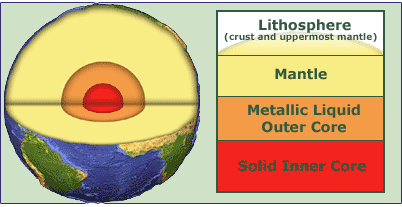 Lithosphere
(crust and uppermost mantle)
Mantle
Metallic Liquid
Outer Core
Solid Inner Core